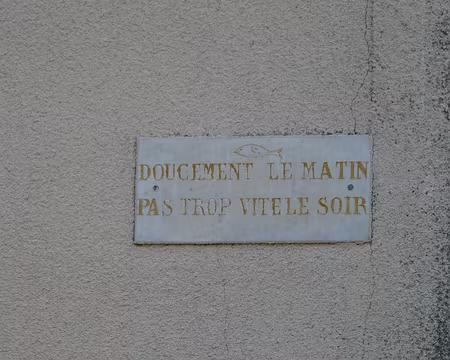 DOUCEMENT LE MATIN
PAS TROP VITE LE SOIR